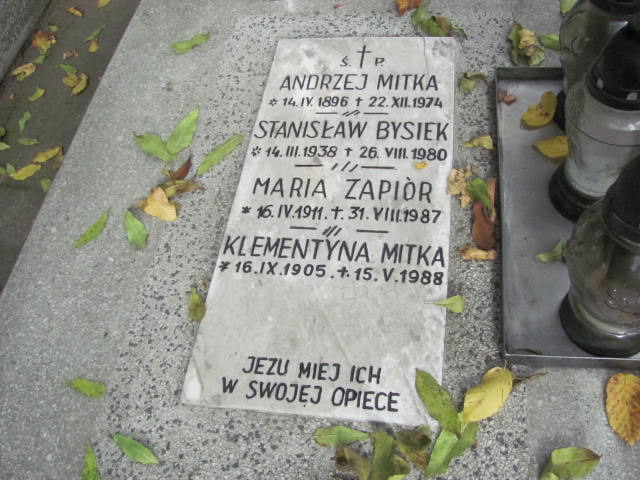 Ś. † P.
ANDRZEJ MITKA
* 14.IV.1896 † 22.XII.1974
STANISŁAW BYSIEK
* 14.III.1938 † 26.VIII.1980
MARIA ZAPIÒR
* 16.IV.1911. † 31.VIII.1987
KLEMENTYNA MITKA
* 16.IX.1905. † 15.V.1988
JEZU MIEJ ICH
W SWOJEJ OPIECE